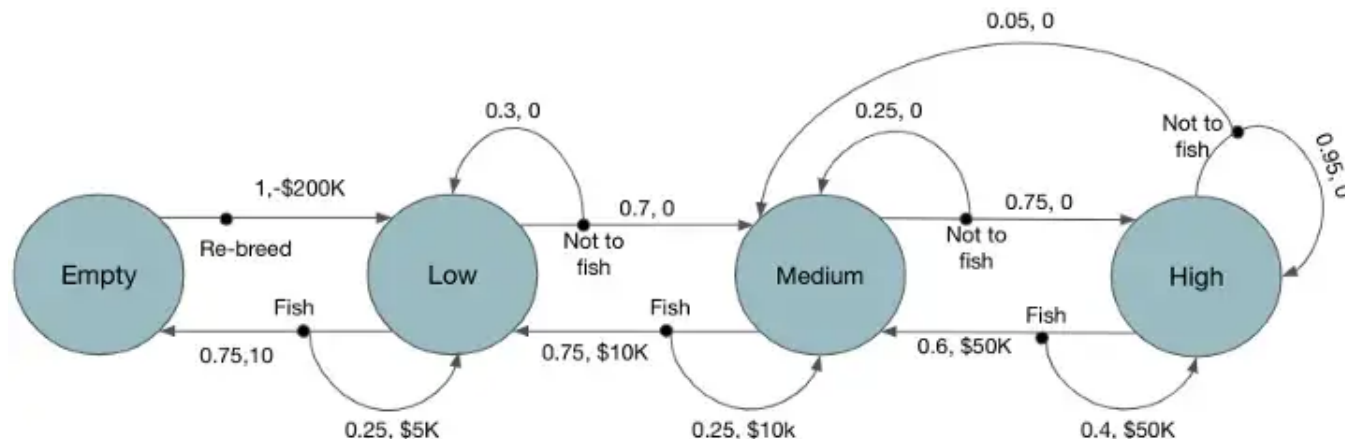 0.05, 0
0.3, 0
0.25, 0
Not to
fish
0.95, 0
1,-$200K
0.7, 0
0.75, 0
Re-breed
Not to
fish
Not to
fish
Empty
Low
Medium
High
Fish
Fish
Fish
0.75,10
0.75, $10K
0.6, $50K
0.25, $5K
0.25, $10k
0.4, $50K